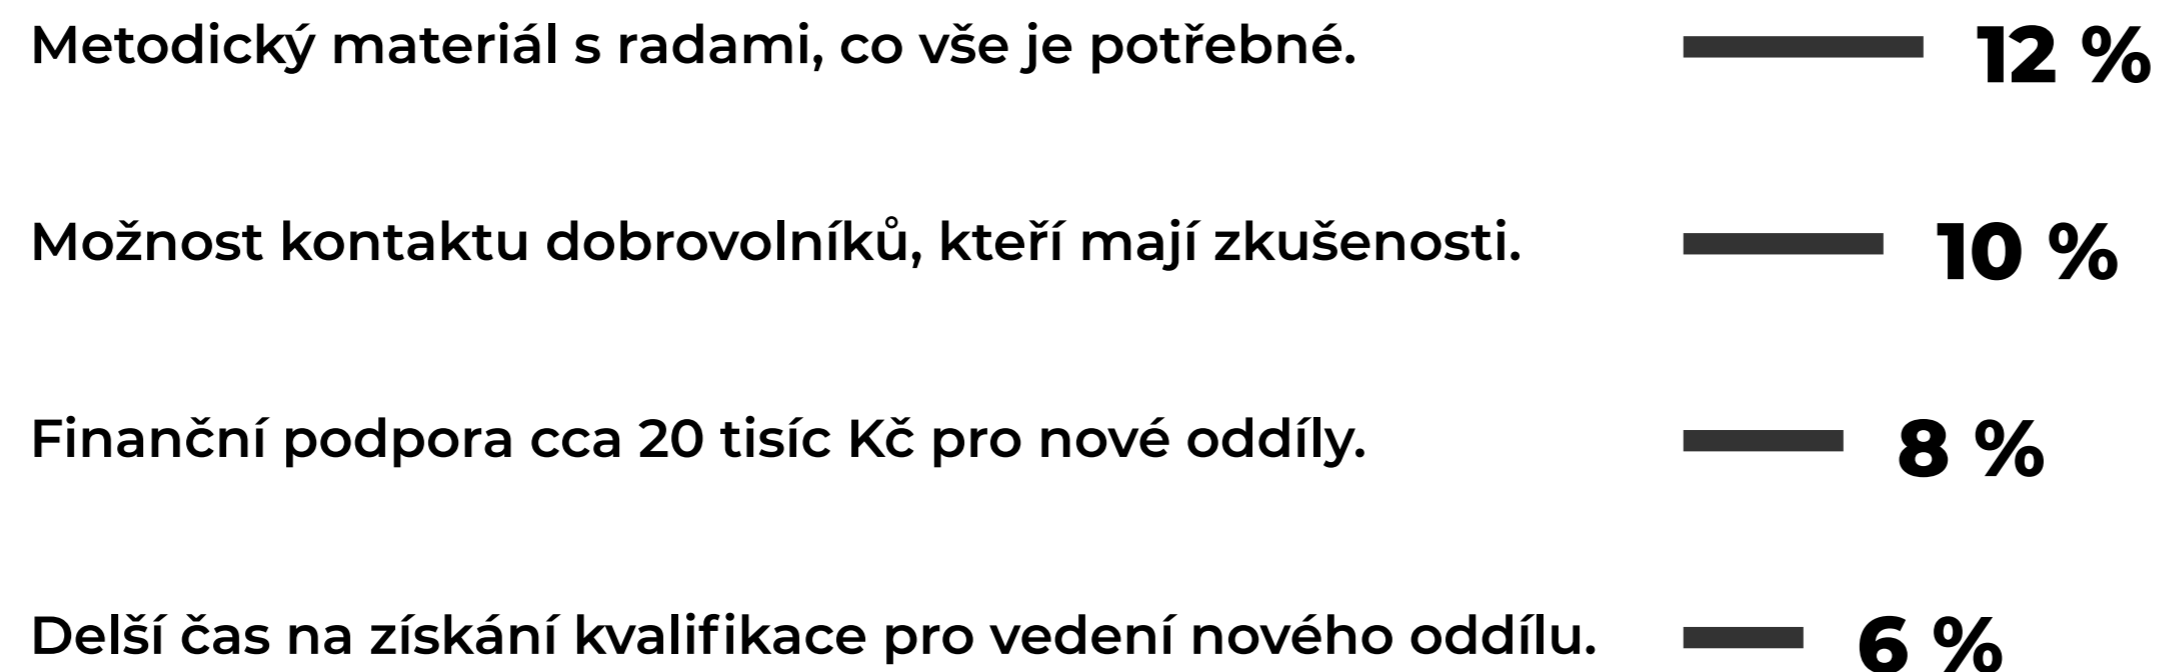 Metodický materiál s radami, co vše je potřebné. 12 %
Možnost kontaktu dobrovolníků, kteří mají zkušenosti. 10 %
Finanční podpora cca 20 tisíc Kč pro nové oddíly. 8 %
Delší čas na získání kvalifikace pro vedení nového oddílu. 6 %